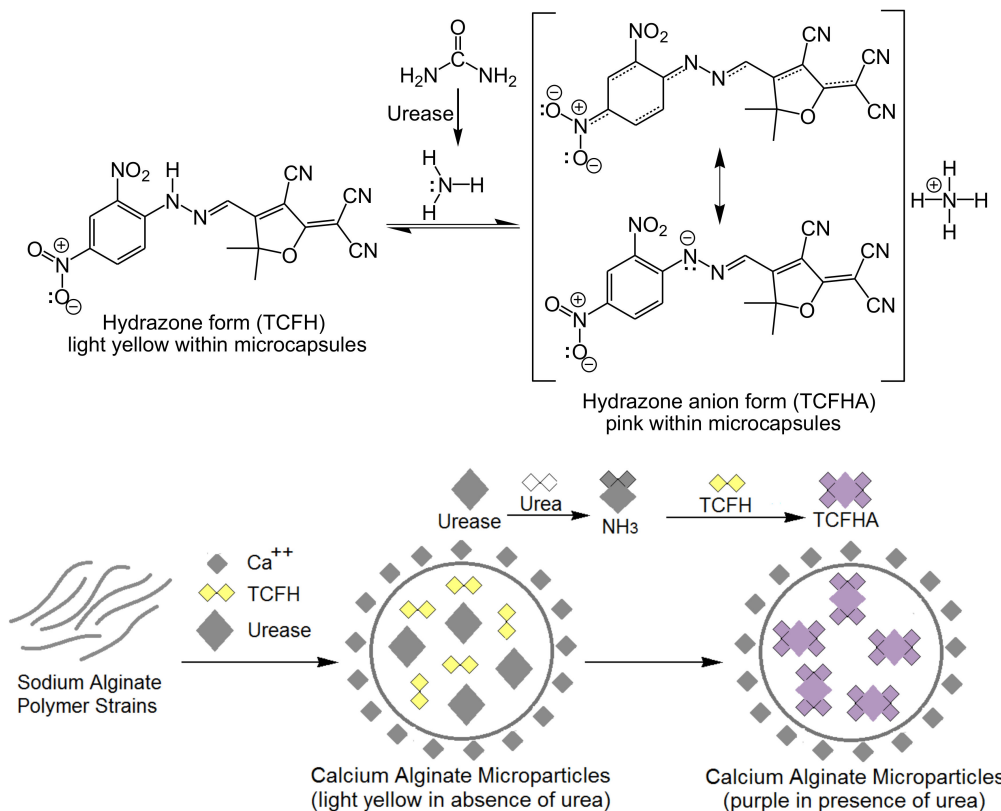 O
C
H₂N NH₂
Urease
H
:N–H
H
NO₂ H
N–N
CN
CN
CN
O
O=N⊕
:O⊖
Hydrazone form (TCFH)
light yellow within microcapsules
NO₂
N–N
CN
CN
CN
O
⊖
:O
N⊕
:O⊖
NO₂ ⊖
N̤–N
CN
CN
CN
O
O=N⊕
:O⊖
Hydrazone anion form (TCFHA)
pink within microcapsules
H
⊕
H–N–H
H
Urease
Urea
NH₃
TCFH
TCFHA
Ca⁺⁺
TCFH
Urease
Sodium Alginate
Polymer Strains
Calcium Alginate Microparticles
(light yellow in absence of urea)
Calcium Alginate Microparticles
(purple in presence of urea)